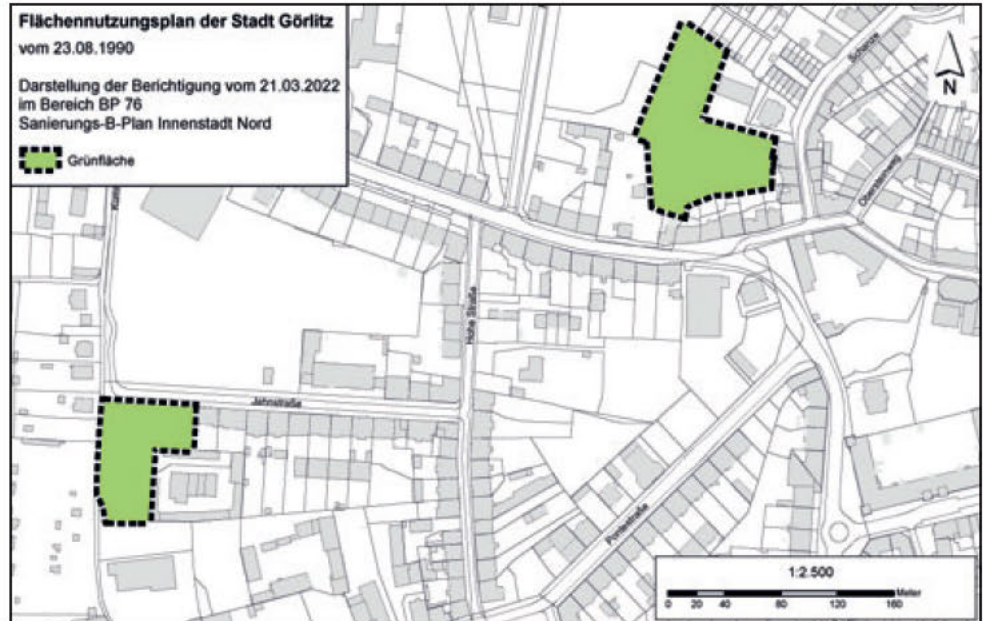 Flächennutzungsplan der Stadt Görlitz
vom 23.08.1990
Darstellung der Berichtigung vom 21.03.2022
im Bereich BP 76
Sanierungs-B-Plan Innenstadt Nord
Grünfläche
N
Schanze
Obersteinweg
Hohe Straße
Jahnstraße
Pontestraße
1:2.500
Meter
0 20 40 80 120 160